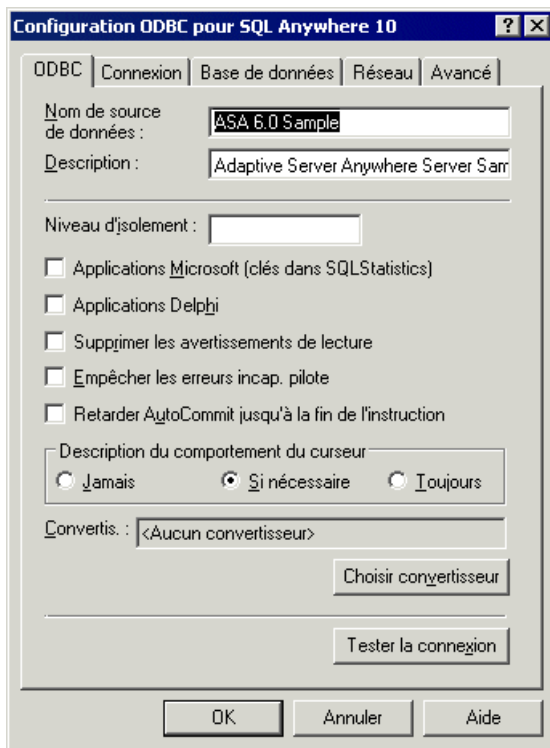 Configuration ODBC pour SQL Anywhere 10
ODBC Connexion Base de données Réseau Avancé
Nom de source
de données :
ASA 6.0 Sample
Description :
Adaptive Server Anywhere Server Sam
Niveau d'isolement :
Applications Microsoft (clés dans SQLStatistics)
Applications Delphi
Supprimer les avertissements de lecture
Empêcher les erreurs incap. pilote
Retarder AutoCommit jusqu'à la fin de l'instruction
Description du comportement du curseur
Jamais Si nécessaire Toujours
Convertis. : <Aucun convertisseur>
Choisir convertisseur
Tester la connexion
OK Annuler Aide